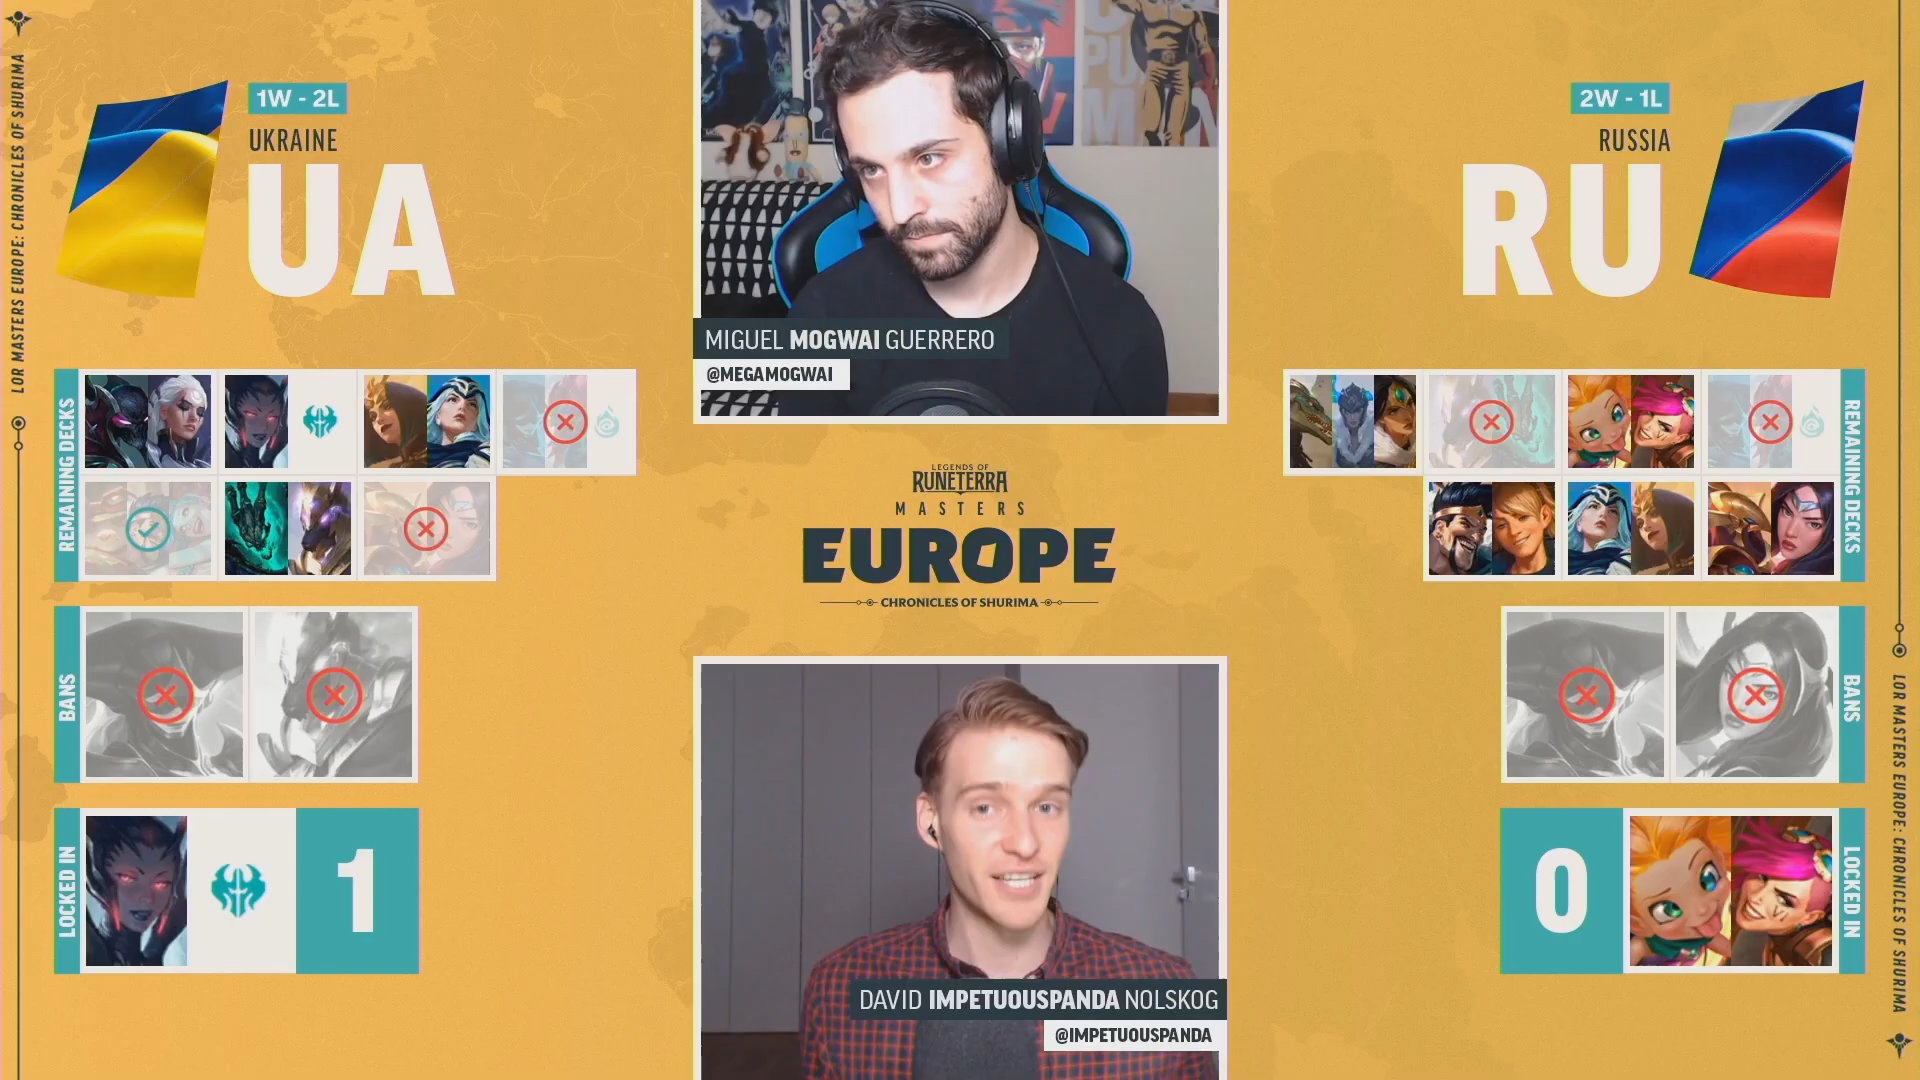 LOR MASTERS EUROPE: CHRONICLES OF SHURIMA
1W - 2L
UKRAINE
UA
REMAINING DECKS
BANS
LOCKED IN
1
MIGUEL MOGWAI GUERRERO
@MEGAMOGWAI
LEGENDS OF
RUNETERRA
MASTERS
EUROPE
CHRONICLES OF SHURIMA
DAVID IMPETUOUSPANDA NOLSKOG
@IMPETUOUSPANDA
2W - 1L
RUSSIA
RU
REMAINING DECKS
BANS
0
LOCKED IN
LOR MASTERS EUROPE: CHRONICLES OF SHURIMA